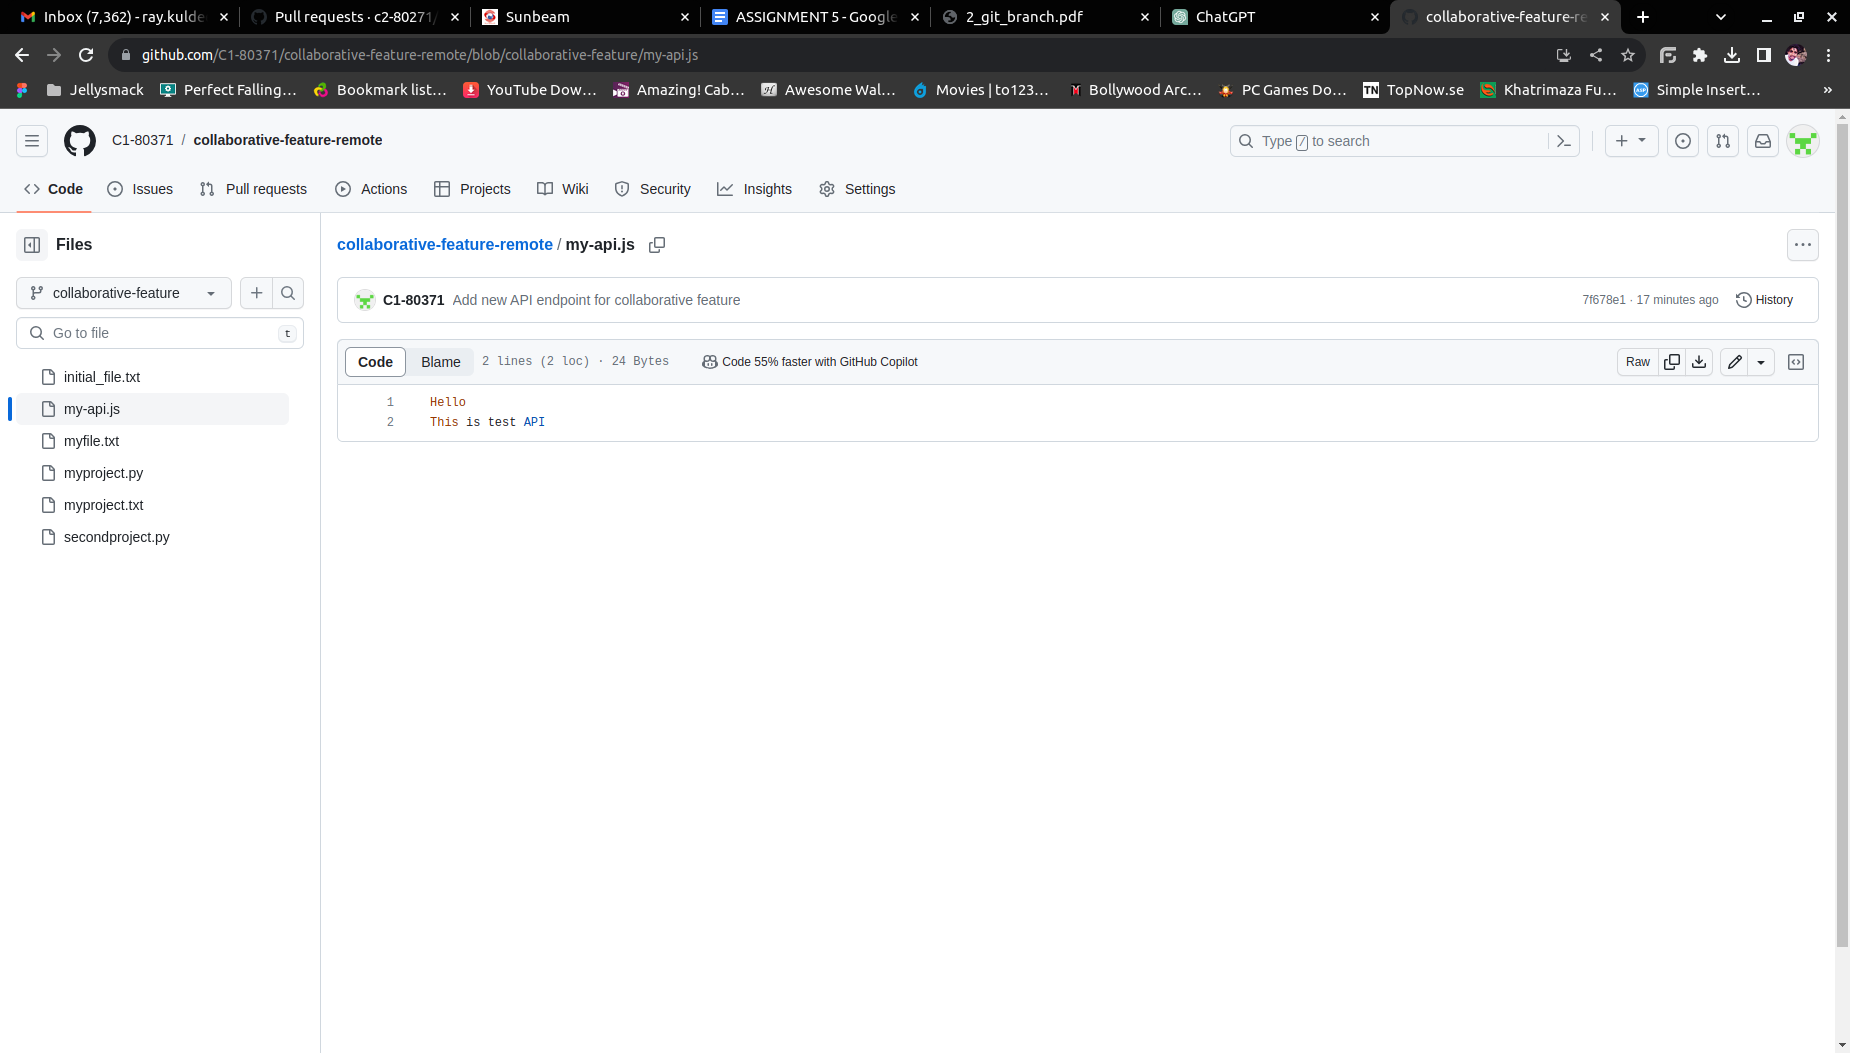 Inbox (7,362) - ray.kulde
Pull requests · c2-80271/
Sunbeam
ASSIGNMENT 5 - Google
2_git_branch.pdf
ChatGPT
collaborative-feature-re
github.com/C1-80371/collaborative-feature-remote/blob/collaborative-feature/my-api.js
Jellysmack
Perfect Falling...
Bookmark list...
YouTube Dow...
Amazing! Cab...
Awesome Wal...
Movies | to123...
Bollywood Arc...
PC Games Do...
TN TopNow.se
Khatrimaza Fu...
Simple Insert...
»
C1-80371 / collaborative-feature-remote
Type / to search
Code
Issues
Pull requests
Actions
Projects
Wiki
Security
Insights
Settings
Files
collaborative-feature
Go to file
t
initial_file.txt
my-api.js
myfile.txt
myproject.py
myproject.txt
secondproject.py
collaborative-feature-remote / my-api.js
C1-80371 Add new API endpoint for collaborative feature
7f678e1 · 17 minutes ago
History
Code
Blame
2 lines (2 loc) · 24 Bytes
Code 55% faster with GitHub Copilot
Raw
1 Hello
2 This is test API